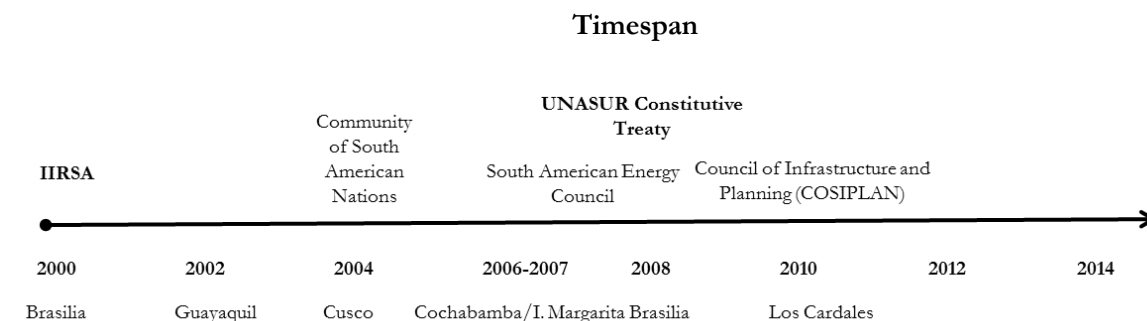 Timespan
UNASUR Constitutive
Treaty
Community
of South
American
Nations
IIRSA
South American Energy
Council
Council of Infrastructure and
Planning (COSIPLAN)
2000 2002 2004 2006-2007 2008 2010 2012 2014
Brasilia Guayaquil Cusco Cochabamba/I. Margarita Brasilia Los Cardales